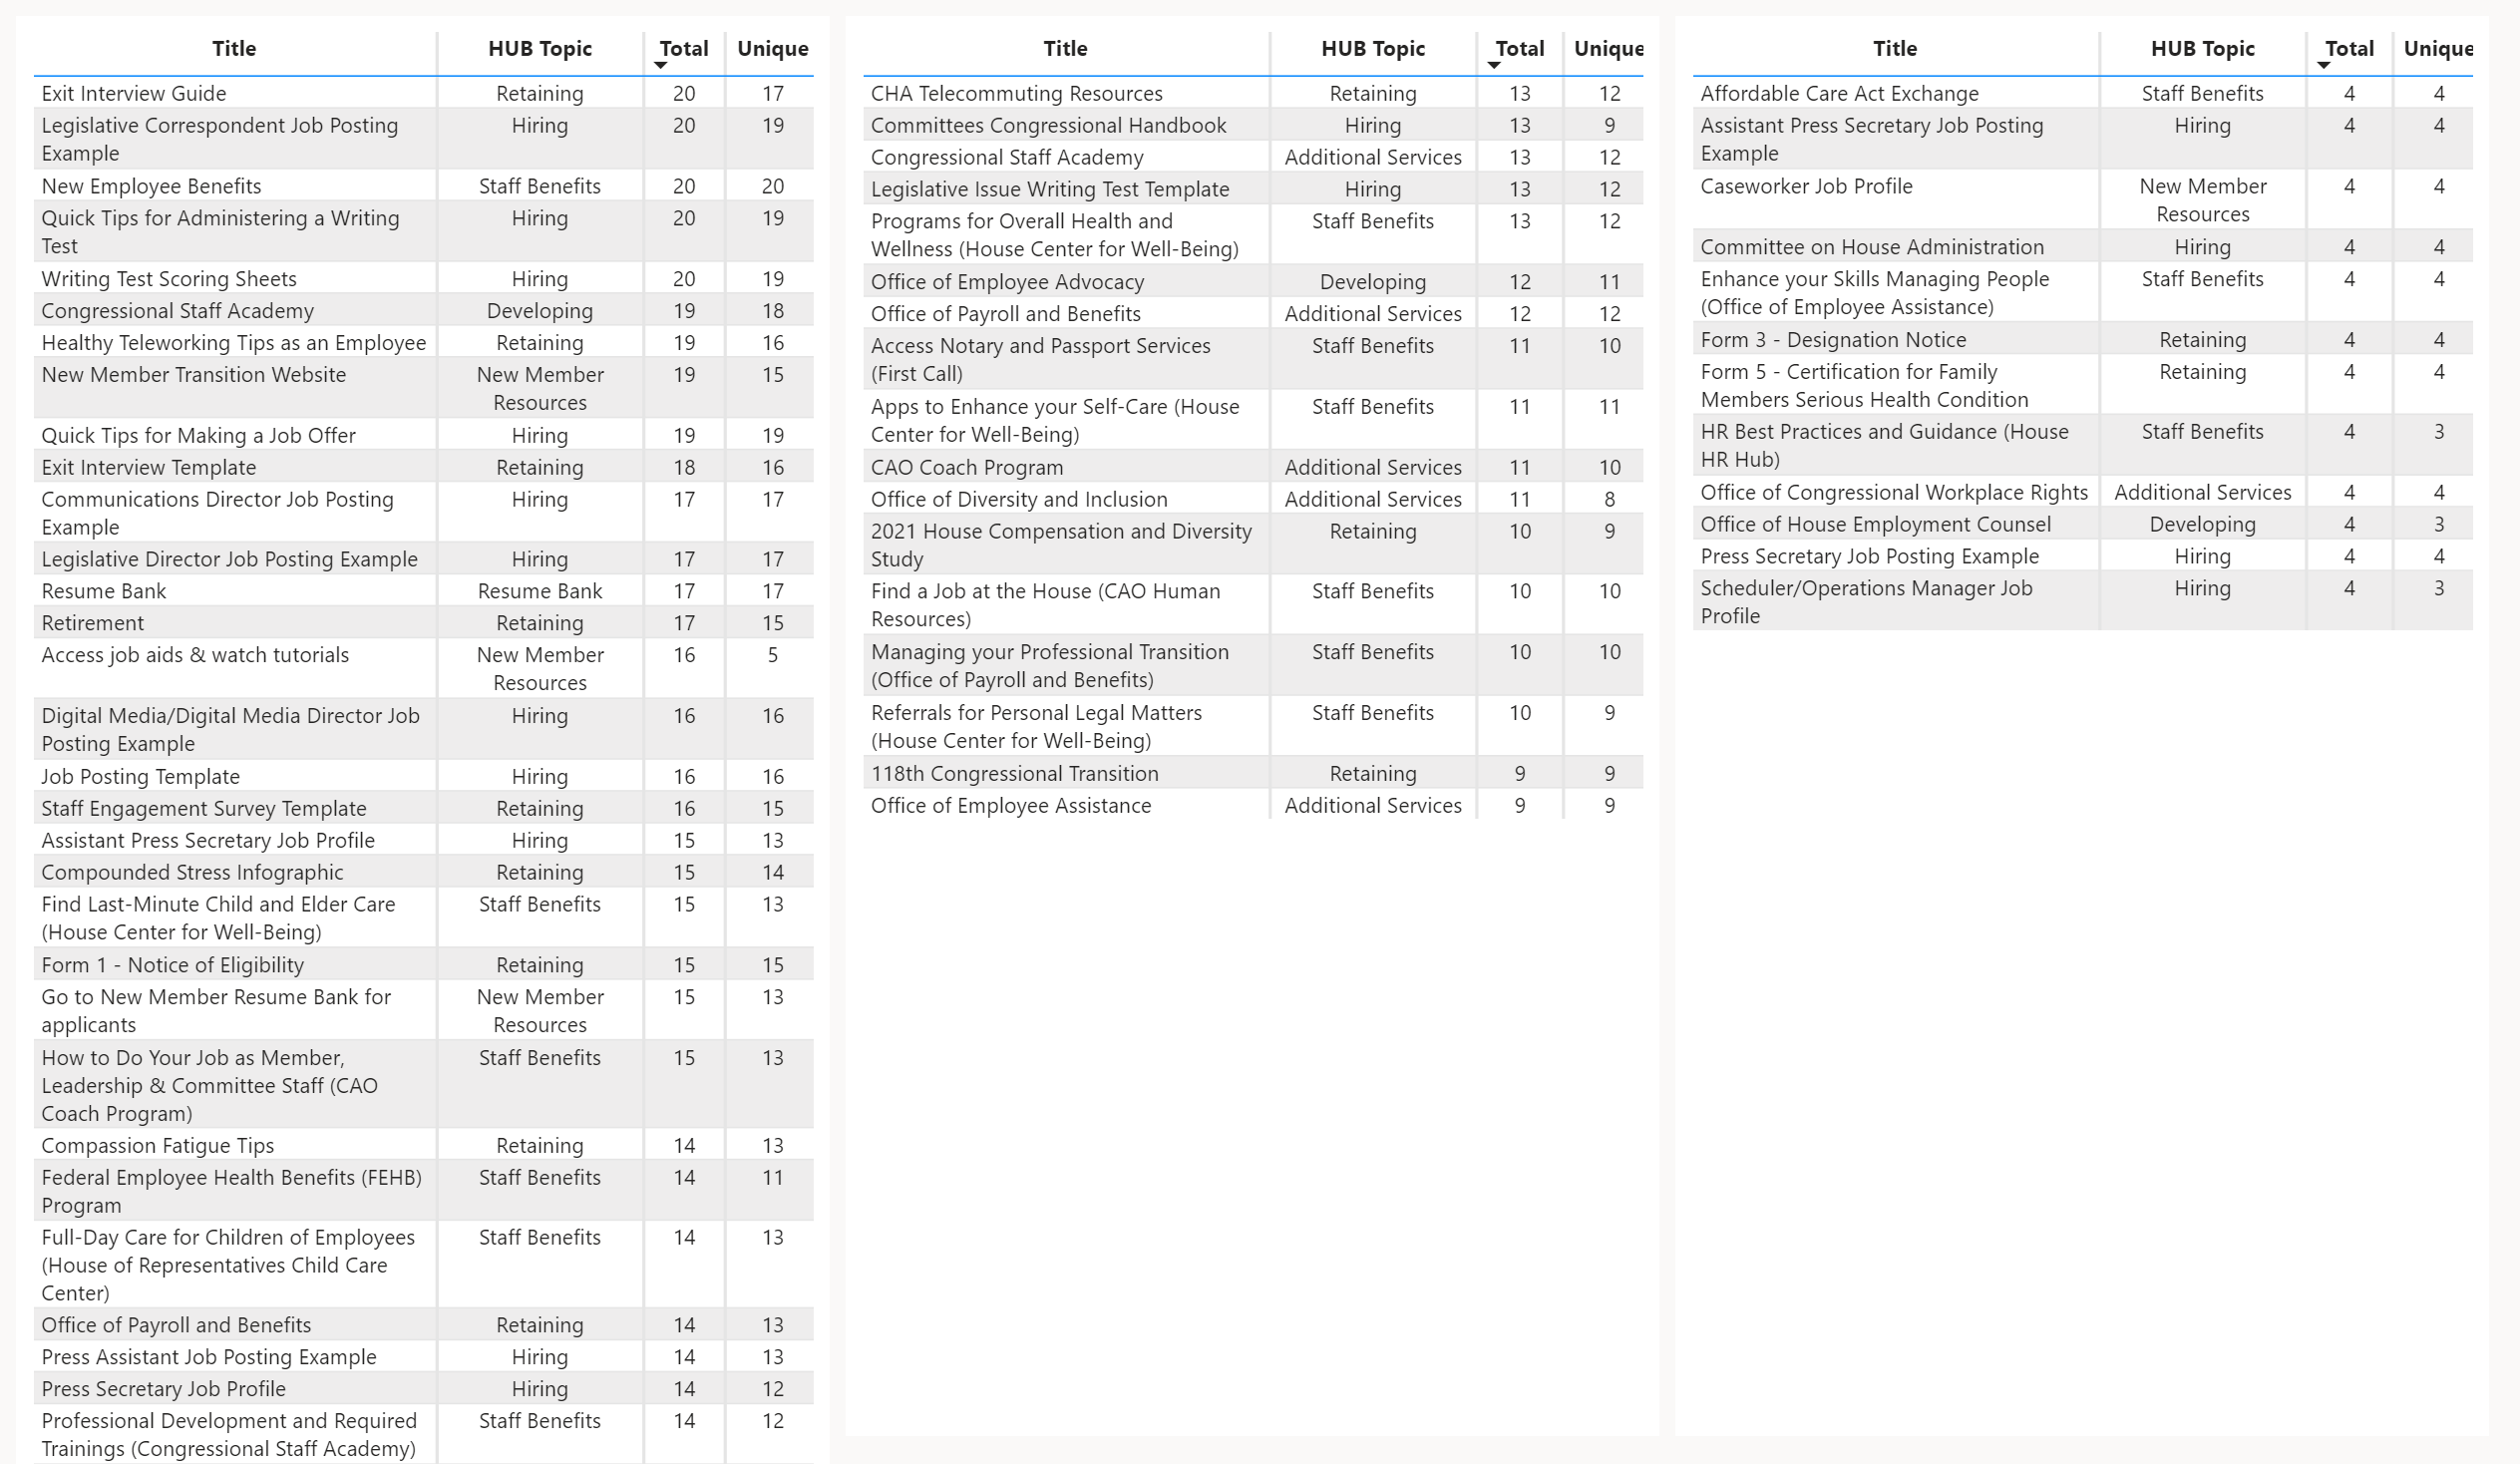 Title HUB Topic Total Unique
Exit Interview Guide Retaining 20 17
Legislative Correspondent Job Posting Hiring 20 19
Example
New Employee Benefits Staff Benefits 20 20
Quick Tips for Administering a Writing Hiring 20 19
Test
Writing Test Scoring Sheets Hiring 20 19
Congressional Staff Academy Developing 19 18
Healthy Teleworking Tips as an Employee Retaining 19 16
New Member Transition Website New Member 19 15
Resources
Quick Tips for Making a Job Offer Hiring 19 19
Exit Interview Template Retaining 18 16
Communications Director Job Posting Hiring 17 17
Example
Legislative Director Job Posting Example Hiring 17 17
Resume Bank Resume Bank 17 17
Retirement Retaining 17 15
Access job aids & watch tutorials New Member 16 5
Resources
Digital Media/Digital Media Director Job Hiring 16 16
Posting Example
Job Posting Template Hiring 16 16
Staff Engagement Survey Template Retaining 16 15
Assistant Press Secretary Job Profile Hiring 15 13
Compounded Stress Infographic Retaining 15 14
Find Last-Minute Child and Elder Care Staff Benefits 15 13
(House Center for Well-Being)
Form 1 - Notice of Eligibility Retaining 15 15
Go to New Member Resume Bank for New Member 15 13
applicants Resources
How to Do Your Job as Member, Staff Benefits 15 13
Leadership & Committee Staff (CAO
Coach Program)
Compassion Fatigue Tips Retaining 14 13
Federal Employee Health Benefits (FEHB) Staff Benefits 14 11
Program
Full-Day Care for Children of Employees Staff Benefits 14 13
(House of Representatives Child Care
Center)
Office of Payroll and Benefits Retaining 14 13
Press Assistant Job Posting Example Hiring 14 13
Press Secretary Job Profile Hiring 14 12
Professional Development and Required Staff Benefits 14 12
Trainings (Congressional Staff Academy)
Title HUB Topic Total Unique
CHA Telecommuting Resources Retaining 13 12
Committees Congressional Handbook Hiring 13 9
Congressional Staff Academy Additional Services 13 12
Legislative Issue Writing Test Template Hiring 13 12
Programs for Overall Health and Staff Benefits 13 12
Wellness (House Center for Well-Being)
Office of Employee Advocacy Developing 12 11
Office of Payroll and Benefits Additional Services 12 12
Access Notary and Passport Services Staff Benefits 11 10
(First Call)
Apps to Enhance your Self-Care (House Staff Benefits 11 11
Center for Well-Being)
CAO Coach Program Additional Services 11 10
Office of Diversity and Inclusion Additional Services 11 8
2021 House Compensation and Diversity Retaining 10 9
Study
Find a Job at the House (CAO Human Staff Benefits 10 10
Resources)
Managing your Professional Transition Staff Benefits 10 10
(Office of Payroll and Benefits)
Referrals for Personal Legal Matters Staff Benefits 10 9
(House Center for Well-Being)
118th Congressional Transition Retaining 9 9
Office of Employee Assistance Additional Services 9 9
Title HUB Topic Total Unique
Affordable Care Act Exchange Staff Benefits 4 4
Assistant Press Secretary Job Posting Hiring 4 4
Example
Caseworker Job Profile New Member 4 4
Resources
Committee on House Administration Hiring 4 4
Enhance your Skills Managing People Staff Benefits 4 4
(Office of Employee Assistance)
Form 3 - Designation Notice Retaining 4 4
Form 5 - Certification for Family Retaining 4 4
Members Serious Health Condition
HR Best Practices and Guidance (House Staff Benefits 4 3
HR Hub)
Office of Congressional Workplace Rights Additional Services 4 4
Office of House Employment Counsel Developing 4 3
Press Secretary Job Posting Example Hiring 4 4
Scheduler/Operations Manager Job Hiring 4 3
Profile